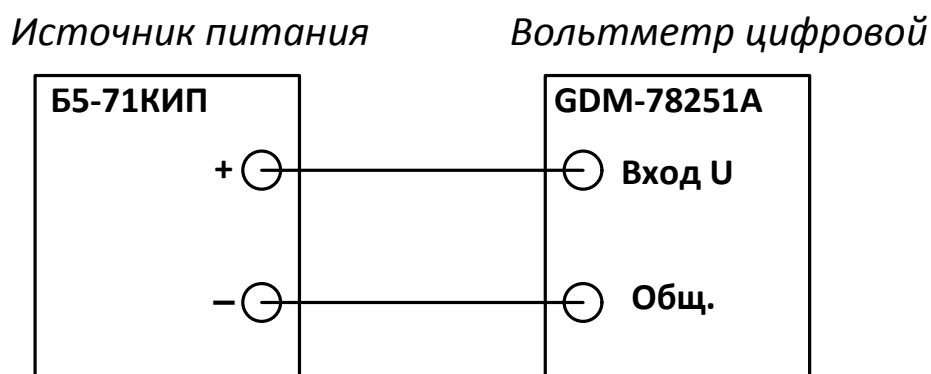 Источник питания Вольтметр цифровой
Б5-71КИП GDM-78251A
+ Вход U
– Общ.